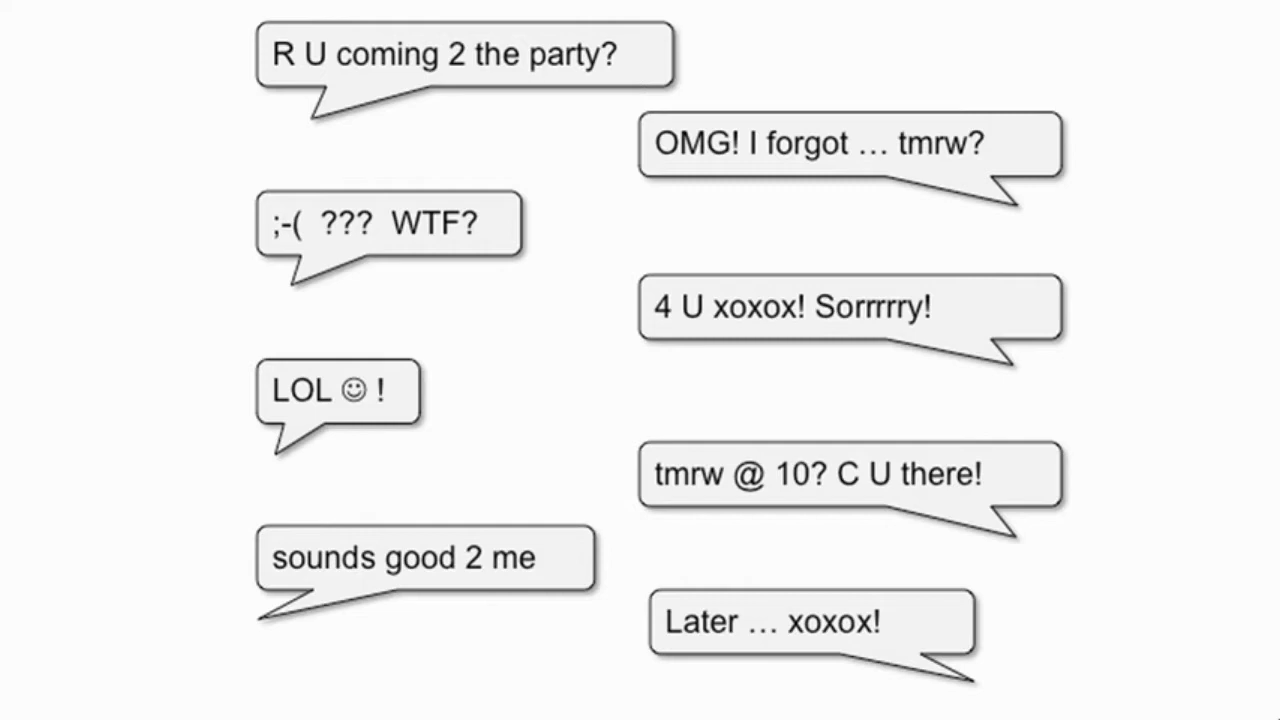 R U coming 2 the party?
OMG! I forgot … tmrw?
;-( ??? WTF?
4 U xoxox! Sorrrrry!
LOL ☺ !
tmrw @ 10? C U there!
sounds good 2 me
Later … xoxox!